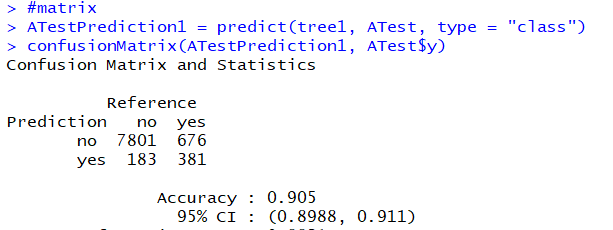 > #matrix
> ATestPrediction1 = predict(tree1, ATest, type = "class")
> confusionMatrix(ATestPrediction1, ATest$y)
Confusion Matrix and Statistics
Reference
Prediction no yes
no 7801 676
yes 183 381
Accuracy : 0.905
95% CI : (0.8988, 0.911)